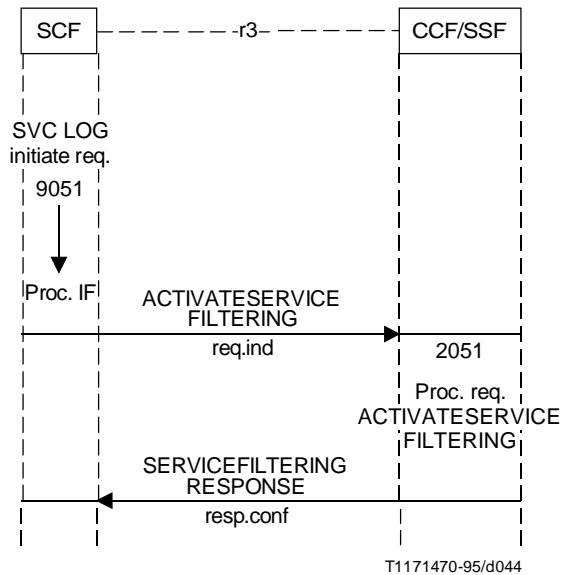 SCF
r3
CCF/SSF
SVC LOG
initiate req.
9051
Proc. IF
ACTIVATESERVICE
FILTERING
req.ind
2051
Proc. req.
ACTIVATESERVICE
FILTERING
SERVICEFILTERING
RESPONSE
resp.conf
T1171470-95/d044